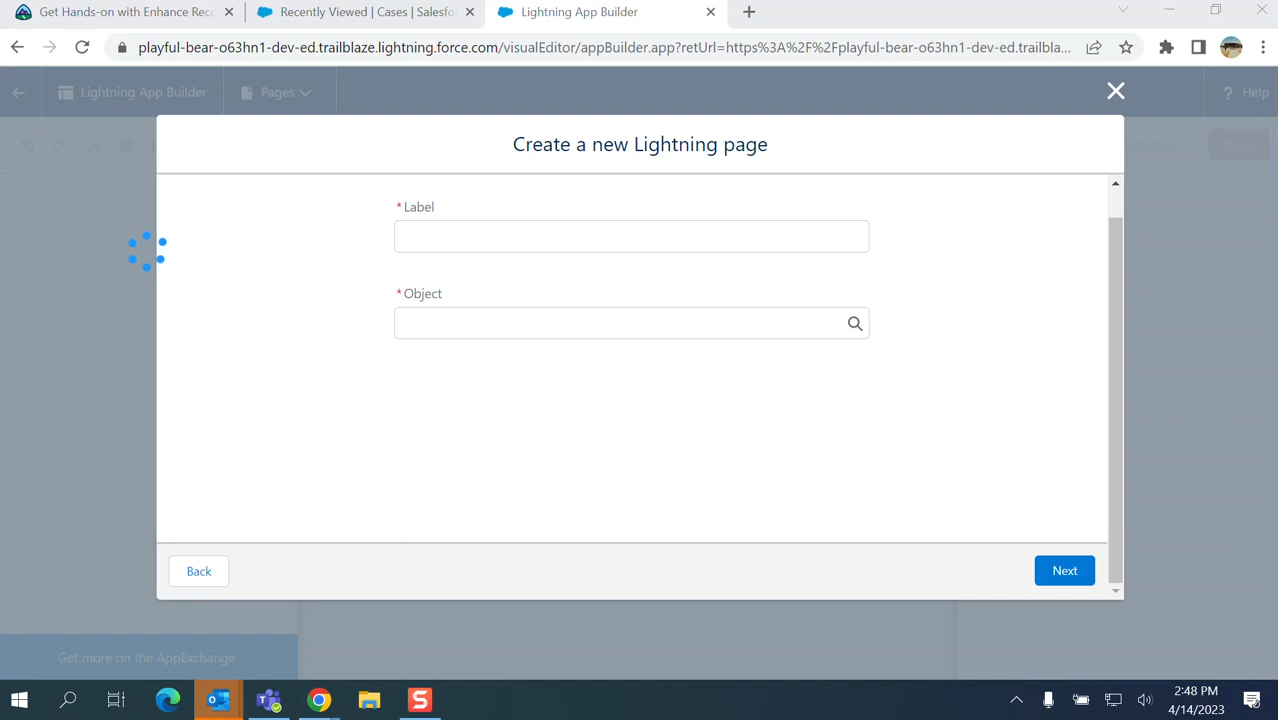 Get Hands-on with Enhance Reco
Recently Viewed | Cases | Salesfo
Lightning App Builder
playful-bear-o63hn1-dev-ed.trailblaze.lightning.force.com/visualEditor/appBuilder.app?retUrl=https%3A%2F%2Fplayful-bear-o63hn1-dev-ed.trailbla...
Lightning App Builder
Pages
? Help
Create a new Lightning page
Save
* Label
* Object
Back
Next
Get more on the AppExchange
2:48 PM
4/14/2023